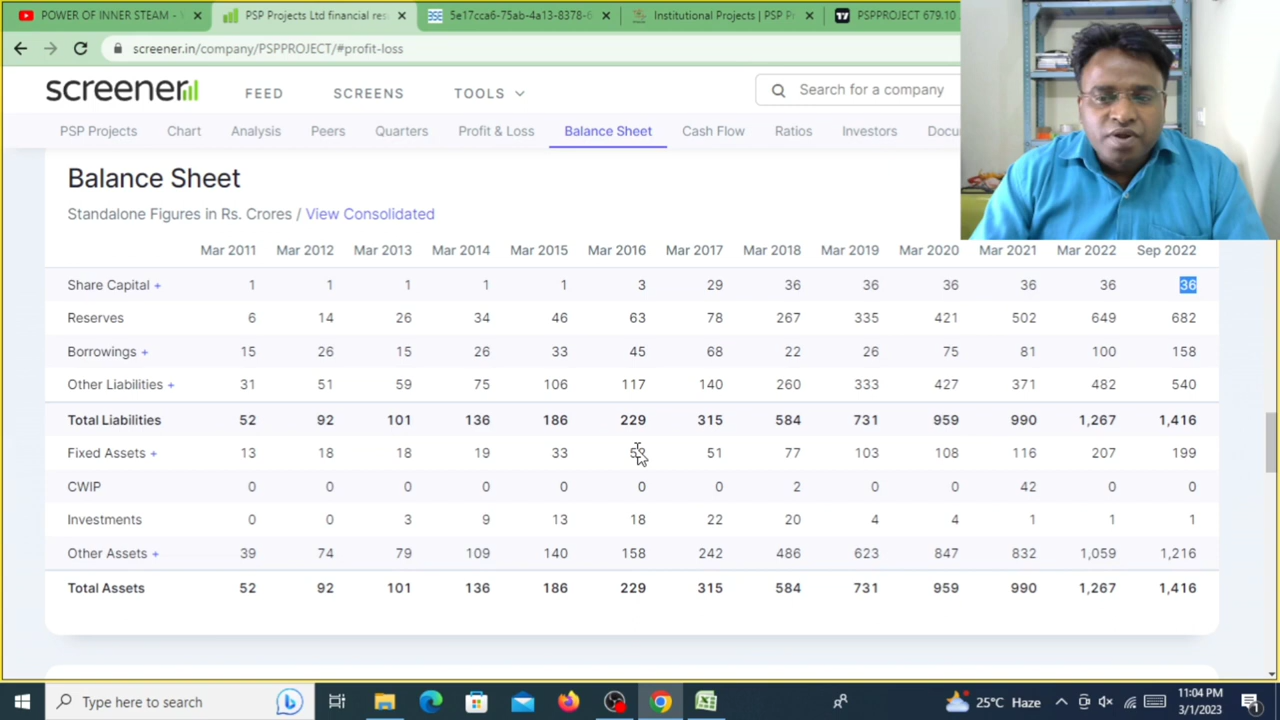 POWER OF INNER STEAM -
PSP Projects Ltd financial res
5e17cca6-75ab-4a13-8378-6
Institutional Projects | PSP P
PSPPROJECT 679.10
screener.in/company/PSPPROJECT/#profit-loss
screener
FEED SCREENS TOOLS Search for a company
PSP Projects Chart Analysis Peers Quarters Profit & Loss Balance Sheet Cash Flow Ratios Investors Docu
Balance Sheet
Standalone Figures in Rs. Crores / View Consolidated
Mar 2011 Mar 2012 Mar 2013 Mar 2014 Mar 2015 Mar 2016 Mar 2017 Mar 2018 Mar 2019 Mar 2020 Mar 2021 Mar 2022 Sep 2022
Share Capital + 1 1 1 1 1 3 29 36 36 36 36 36 36
Reserves 6 14 26 34 46 63 78 267 335 421 502 649 682
Borrowings + 15 26 15 26 33 45 68 22 26 75 81 100 158
Other Liabilities + 31 51 59 75 106 117 140 260 333 427 371 482 540
Total Liabilities 52 92 101 136 186 229 315 584 731 959 990 1,267 1,416
Fixed Assets + 13 18 18 19 33 51 77 103 108 116 207 199
CWIP 0 0 0 0 0 0 0 2 0 0 42 0 0
Investments 0 0 3 9 13 18 22 20 4 4 1 1 1
Other Assets + 39 74 79 109 140 158 242 486 623 847 832 1,059 1,216
Total Assets 52 92 101 136 186 229 315 584 731 959 990 1,267 1,416
Type here to search
25°C Haze
11:04 PM
3/1/2023